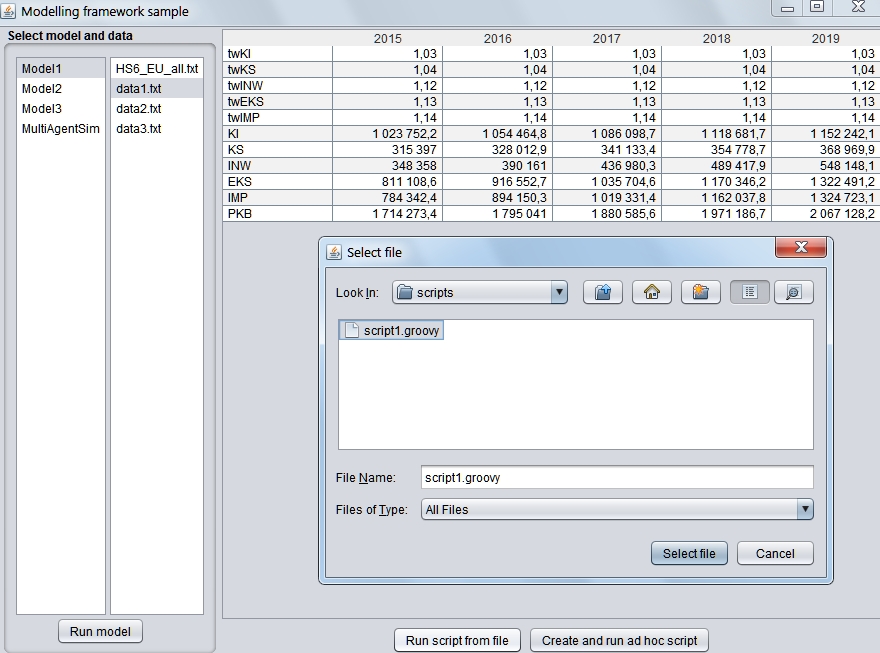 Modelling framework sample
Select model and data
Model1
Model2
Model3
MultiAgentSim
HS6_EU_all.txt
data1.txt
data2.txt
data3.txt
Run model
2015 2016 2017 2018 2019
twKI 1,03 1,03 1,03 1,03 1,03
twKS 1,04 1,04 1,04 1,04 1,04
twINW 1,12 1,12 1,12 1,12 1,12
twEKS 1,13 1,13 1,13 1,13 1,13
twIMP 1,14 1,14 1,14 1,14 1,14
KI 1 023 752,2 1 054 464,8 1 086 098,7 1 118 681,7 1 152 242,1
KS 315 397 328 012,9 341 133,4 354 778,7 368 969,9
INW 348 358 390 161 436 980,3 489 417,9 548 148,1
EKS 811 108,6 916 552,7 1 035 704,6 1 170 346,2 1 322 491,2
IMP 784 342,4 894 150,3 1 019 331,4 1 162 037,8 1 324 723,1
PKB 1 714 273,4 1 795 041 1 880 585,6 1 971 186,7 2 067 128,2
Select file
Look In: scripts
script1.groovy
File Name: script1.groovy
Files of Type: All Files
Select file Cancel
Run script from file Create and run ad hoc script